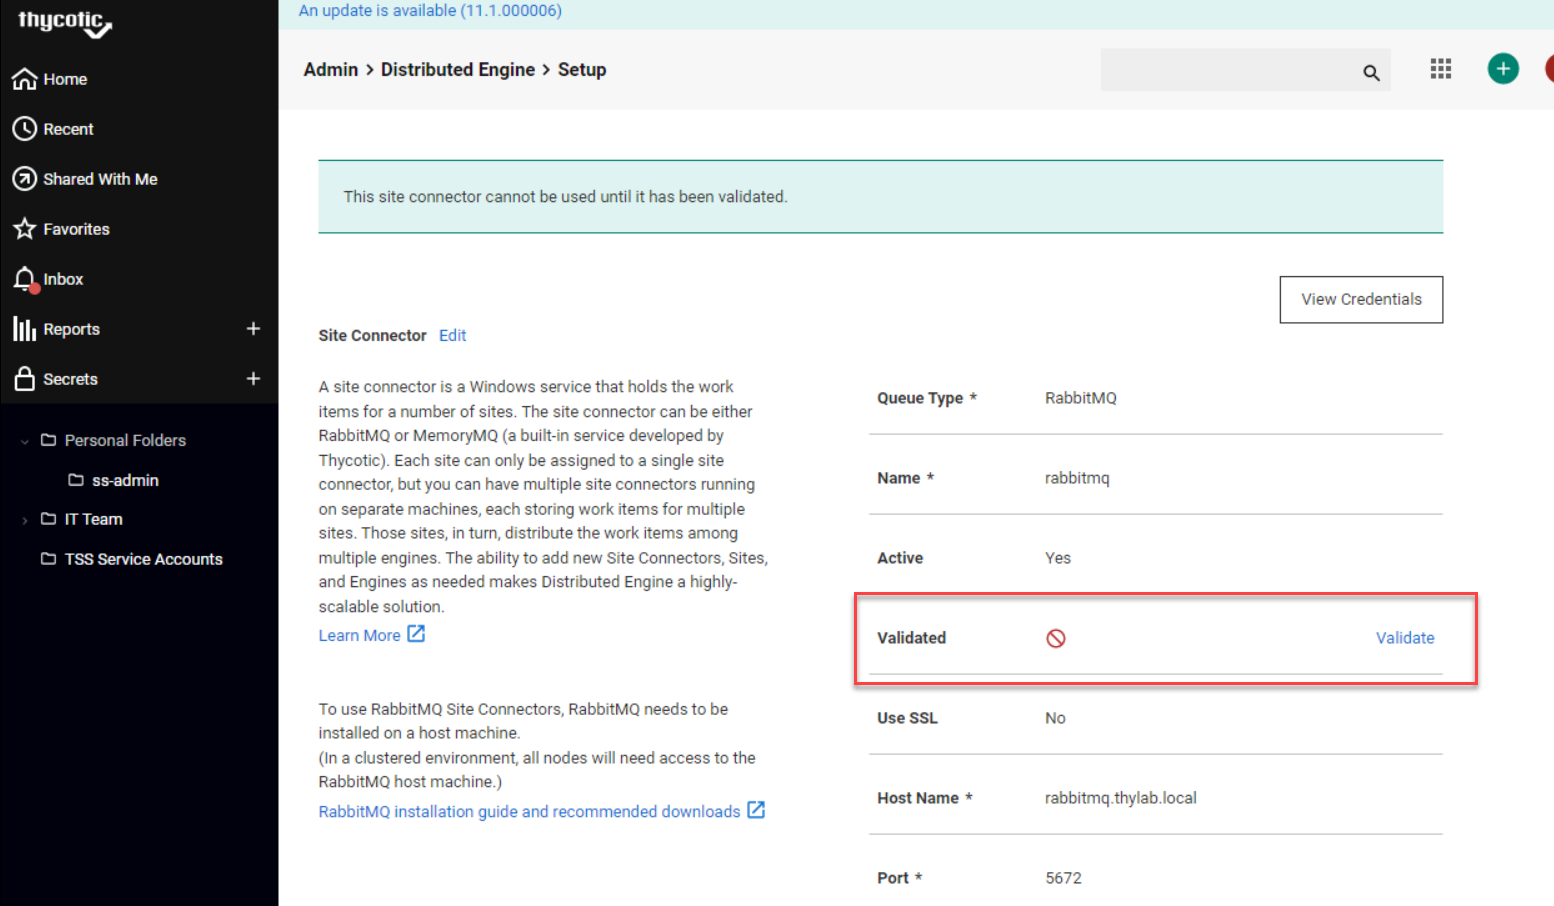 thycotic
An update is available (11.1.000006)
Admin > Distributed Engine > Setup
Home
Recent
Shared With Me
Favorites
Inbox
Reports
Secrets
Personal Folders
ss-admin
IT Team
TSS Service Accounts
This site connector cannot be used until it has been validated.
View Credentials
Site Connector Edit
A site connector is a Windows service that holds the work
items for a number of sites. The site connector can be either
RabbitMQ or MemoryMQ (a built-in service developed by
Thycotic). Each site can only be assigned to a single site
connector, but you can have multiple site connectors running
on separate machines, each storing work items for multiple
sites. Those sites, in turn, distribute the work items among
multiple engines. The ability to add new Site Connectors, Sites,
and Engines as needed makes Distributed Engine a highly-
scalable solution.
Learn More
To use RabbitMQ Site Connectors, RabbitMQ needs to be
installed on a host machine.
(In a clustered environment, all nodes will need access to the
RabbitMQ host machine.)
RabbitMQ installation guide and recommended downloads
Queue Type * RabbitMQ
Name * rabbitmq
Active Yes
Validated Validate
Use SSL No
Host Name * rabbitmq.thylab.local
Port * 5672